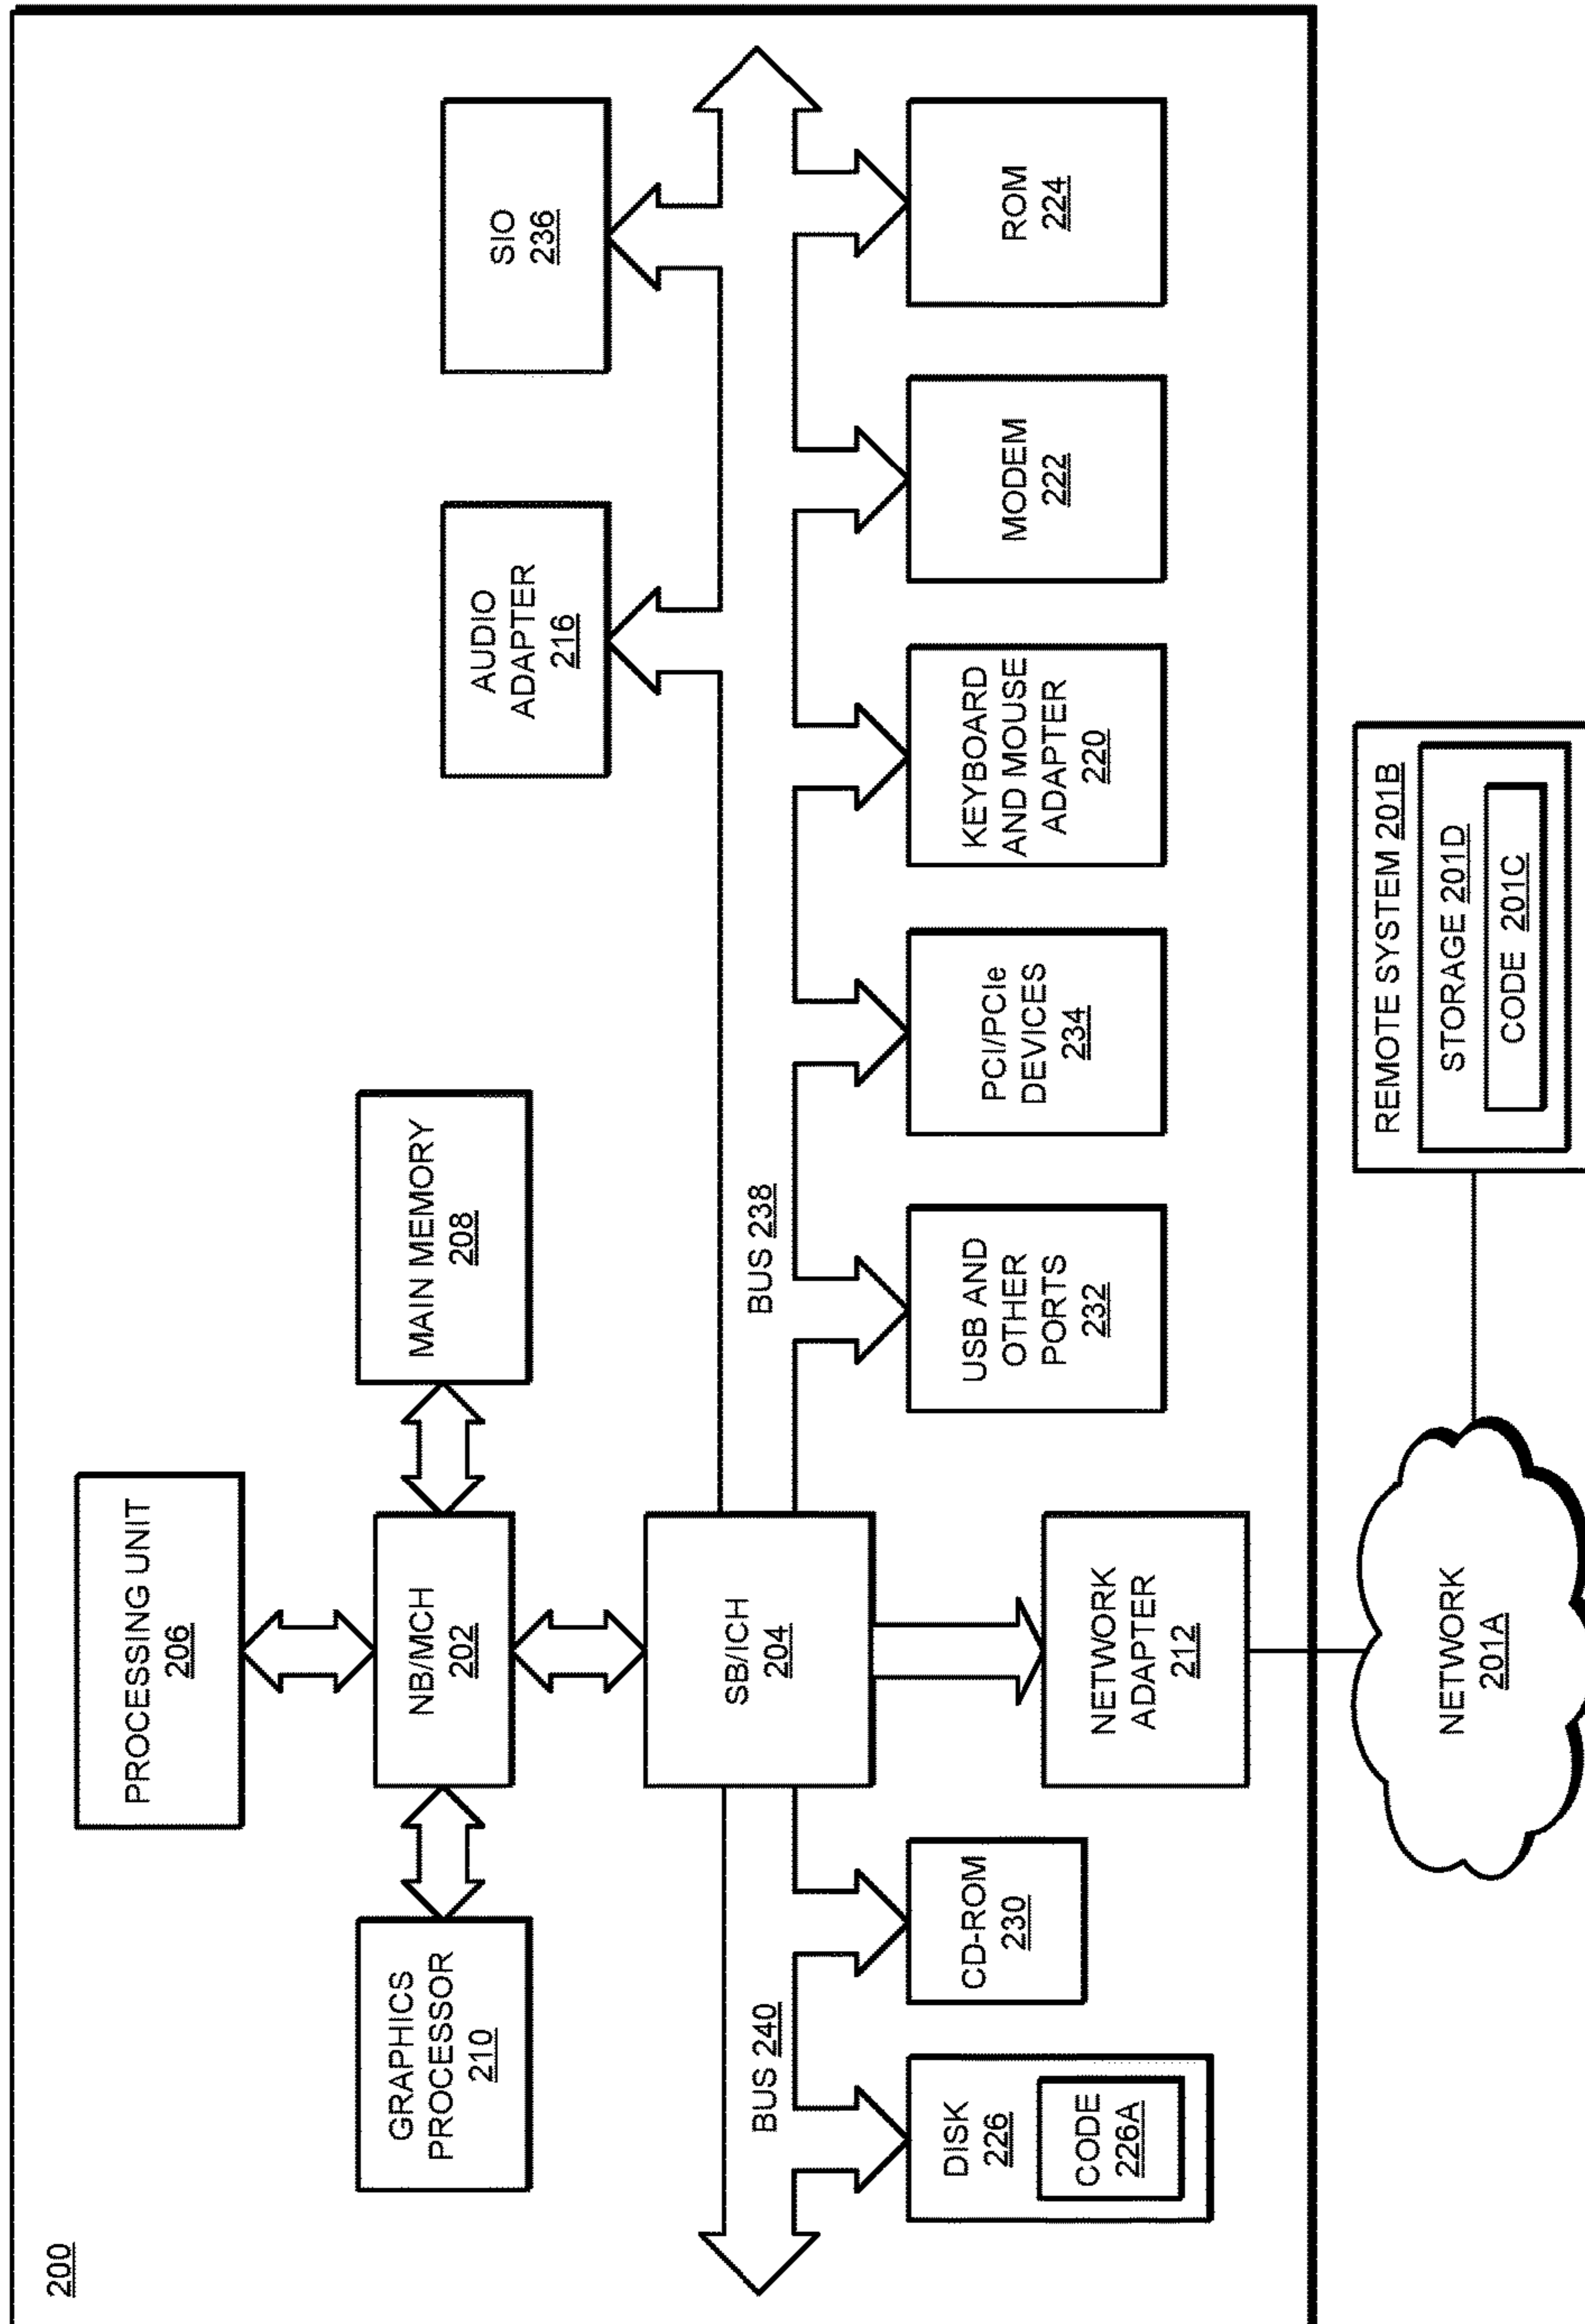 200
PROCESSING UNIT
206
GRAPHICS
PROCESSOR
210
NB/MCH
202
MAIN MEMORY
208
AUDIO
ADAPTER
216
SIO
236
SB/ICH
204
BUS 240
BUS 238
DISK
226
CODE
226A
CD-ROM
230
NETWORK
ADAPTER
212
USB AND
OTHER
PORTS
232
PCI/PCIe
DEVICES
234
KEYBOARD
AND MOUSE
ADAPTER
220
MODEM
222
ROM
224
NETWORK
201A
REMOTE SYSTEM 201B
STORAGE 201D
CODE 201C